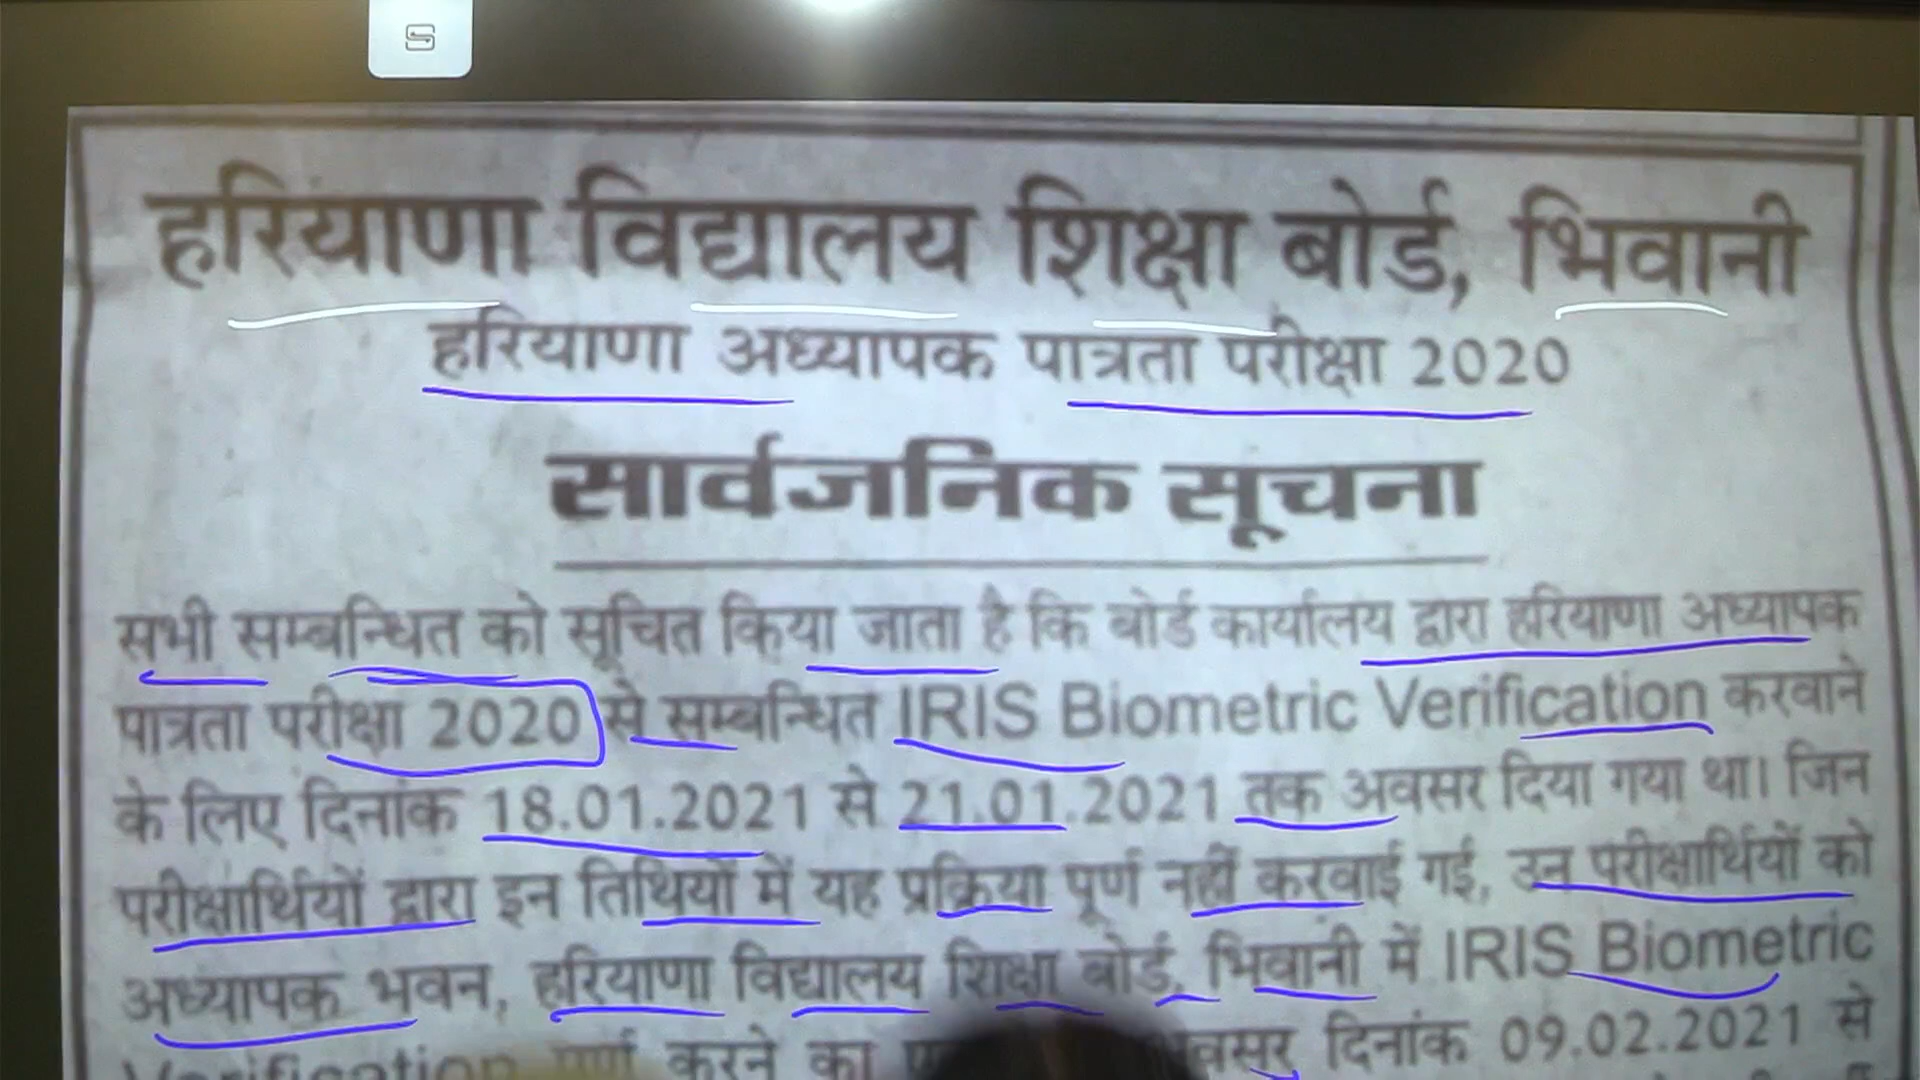 हरियाणा विद्यालय शिक्षा बोर्ड, भिवानी
हरियाणा अध्यापक पात्रता परीक्षा 2020
सार्वजनिक सूचना
सभी सम्बन्धित को सूचित किया जाता है कि बोर्ड कार्यालय द्वारा हरियाणा अध्यापक
पात्रता परीक्षा 2020 से सम्बन्धित IRIS Biometric Verification करवाने
के लिए दिनांक 18.01.2021 से 21.01.2021 तक अवसर दिया गया था। जिन
परीक्षार्थियों द्वारा इन तिथियों में यह प्रक्रिया पूर्ण नहीं करवाई गई, उन परीक्षार्थियों को
अध्यापक भवन, हरियाणा विद्यालय शिक्षा बोर्ड, भिवानी में IRIS Biometric
Verification पूर्ण करने का दिनांक 09.02.2021 से